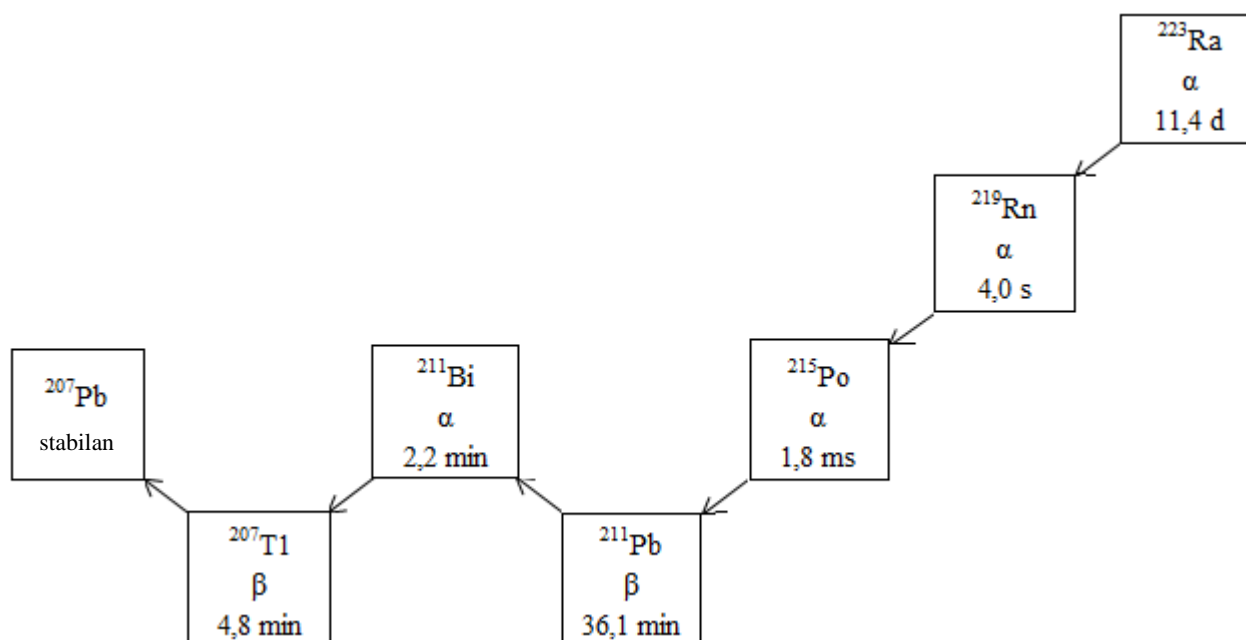 ²²³Ra
α
11,4 d
²¹⁹Rn
α
4,0 s
²¹⁵Po
α
1,8 ms
²¹¹Pb
β
36,1 min
²¹¹Bi
α
2,2 min
²⁰⁷T1
β
4,8 min
²⁰⁷Pb
stabilan